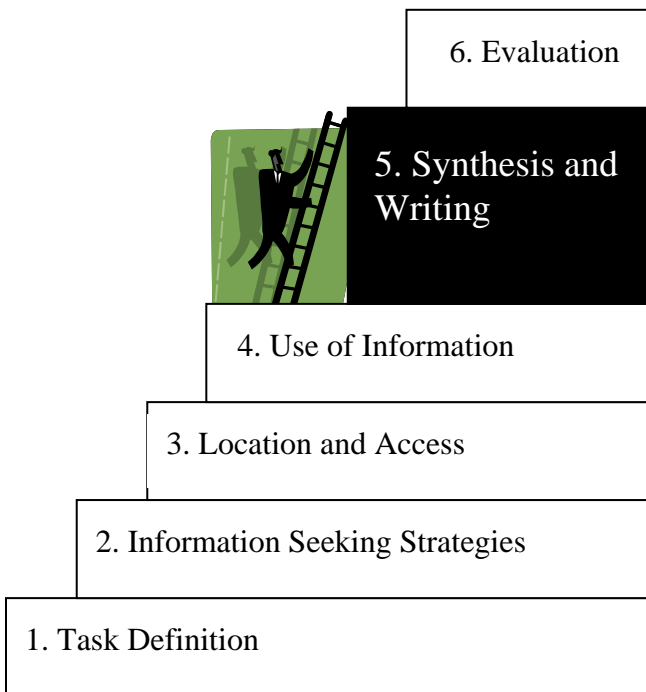 6. Evaluation
5. Synthesis and
Writing
4. Use of Information
3. Location and Access
2. Information Seeking Strategies
1. Task Definition